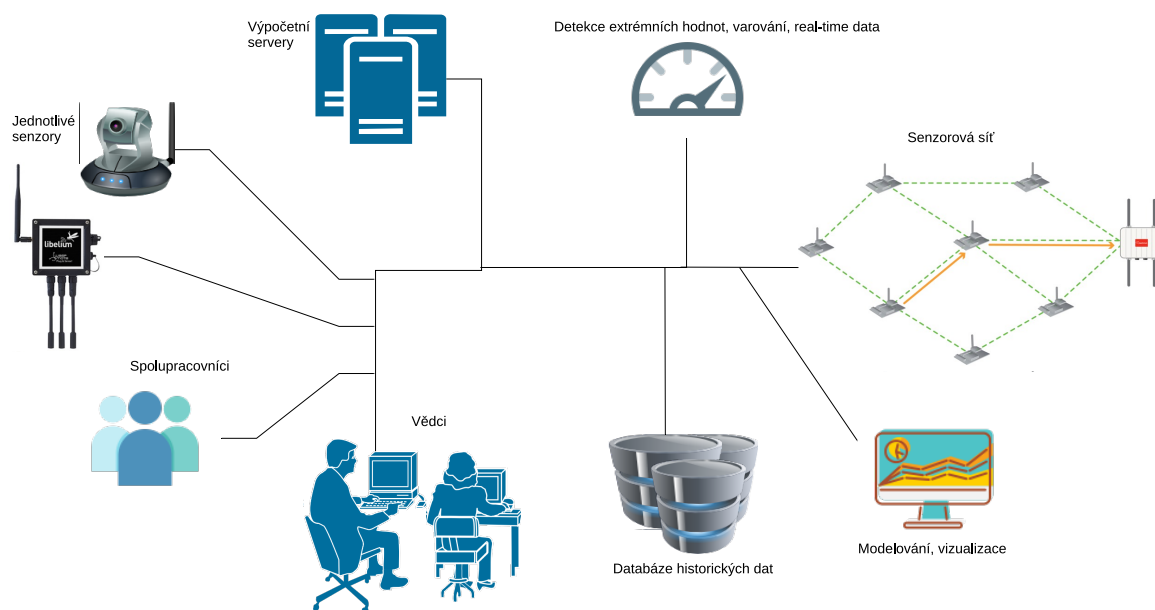 Výpočetní
servery
Detekce extrémních hodnot, varování, real-time data
Jednotlivé
senzory
Senzorová síť
libelium
Spolupracovníci
Vědci
Databáze historických dat
Modelování, vizualizace